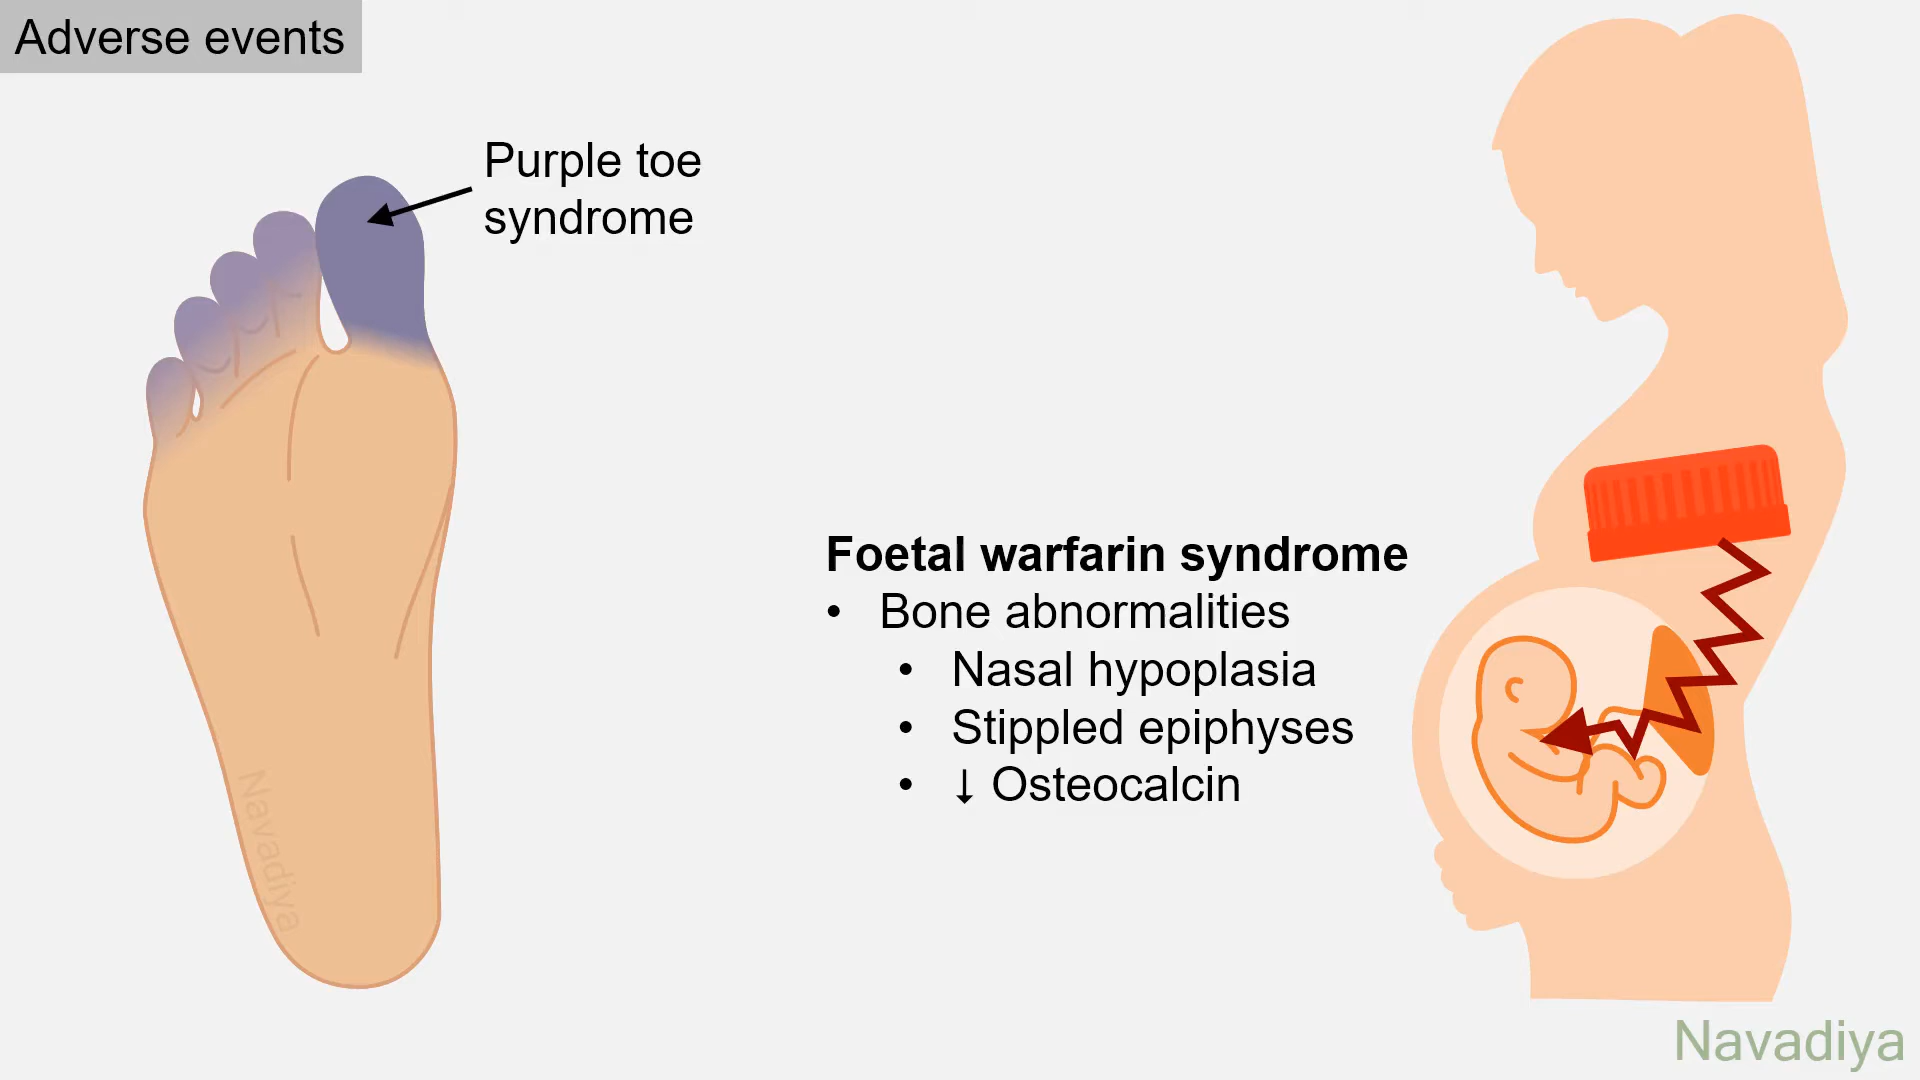 Adverse events
Purple toe
syndrome
Foetal warfarin syndrome
• Bone abnormalities
• Nasal hypoplasia
• Stippled epiphyses
• ↓ Osteocalcin
Navadiya
Navadiya